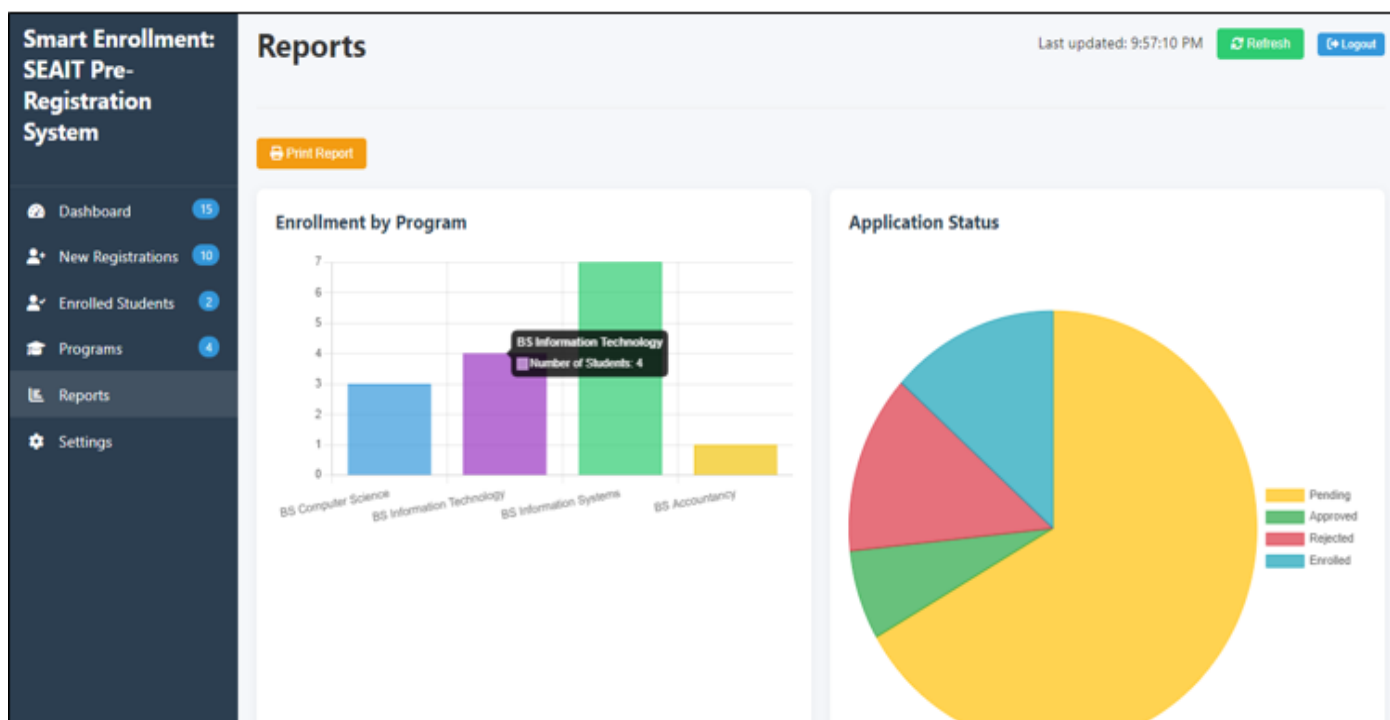 Smart Enrollment:
SEAIT Pre-
Registration
System
Dashboard 15
New Registrations 10
Enrolled Students 2
Programs 4
Reports
Settings
Reports
Last updated: 9:57:10 PM Refresh Logout
Print Report
Enrollment by Program
7
6
5
4
3
2
1
0
BS Information Technology
Number of Students: 4
BS Computer Science
BS Information Technology
BS Information Systems
BS Accountancy
Application Status
Pending
Approved
Rejected
Enrolled